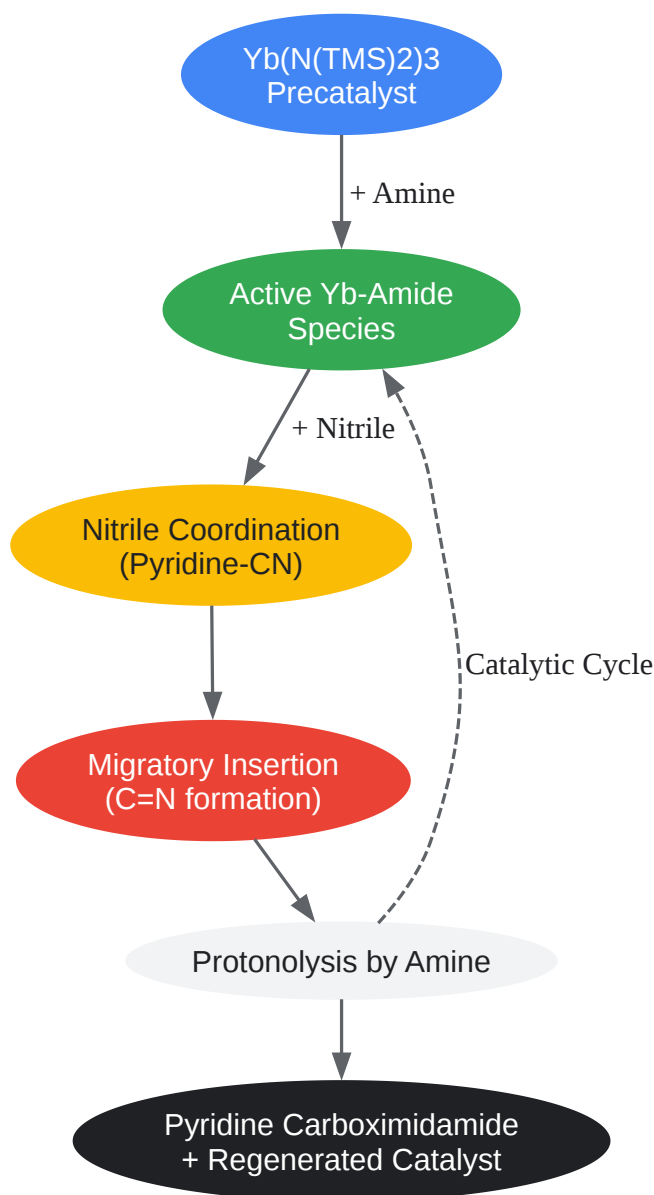 Yb(N(TMS)2)3
Precatalyst
+ Amine
Active Yb-Amide
Species
+ Nitrile
Nitrile Coordination
(Pyridine-CN)
Catalytic Cycle
Migratory Insertion
(C=N formation)
Protonolysis by Amine
Pyridine Carboximidamide
+ Regenerated Catalyst